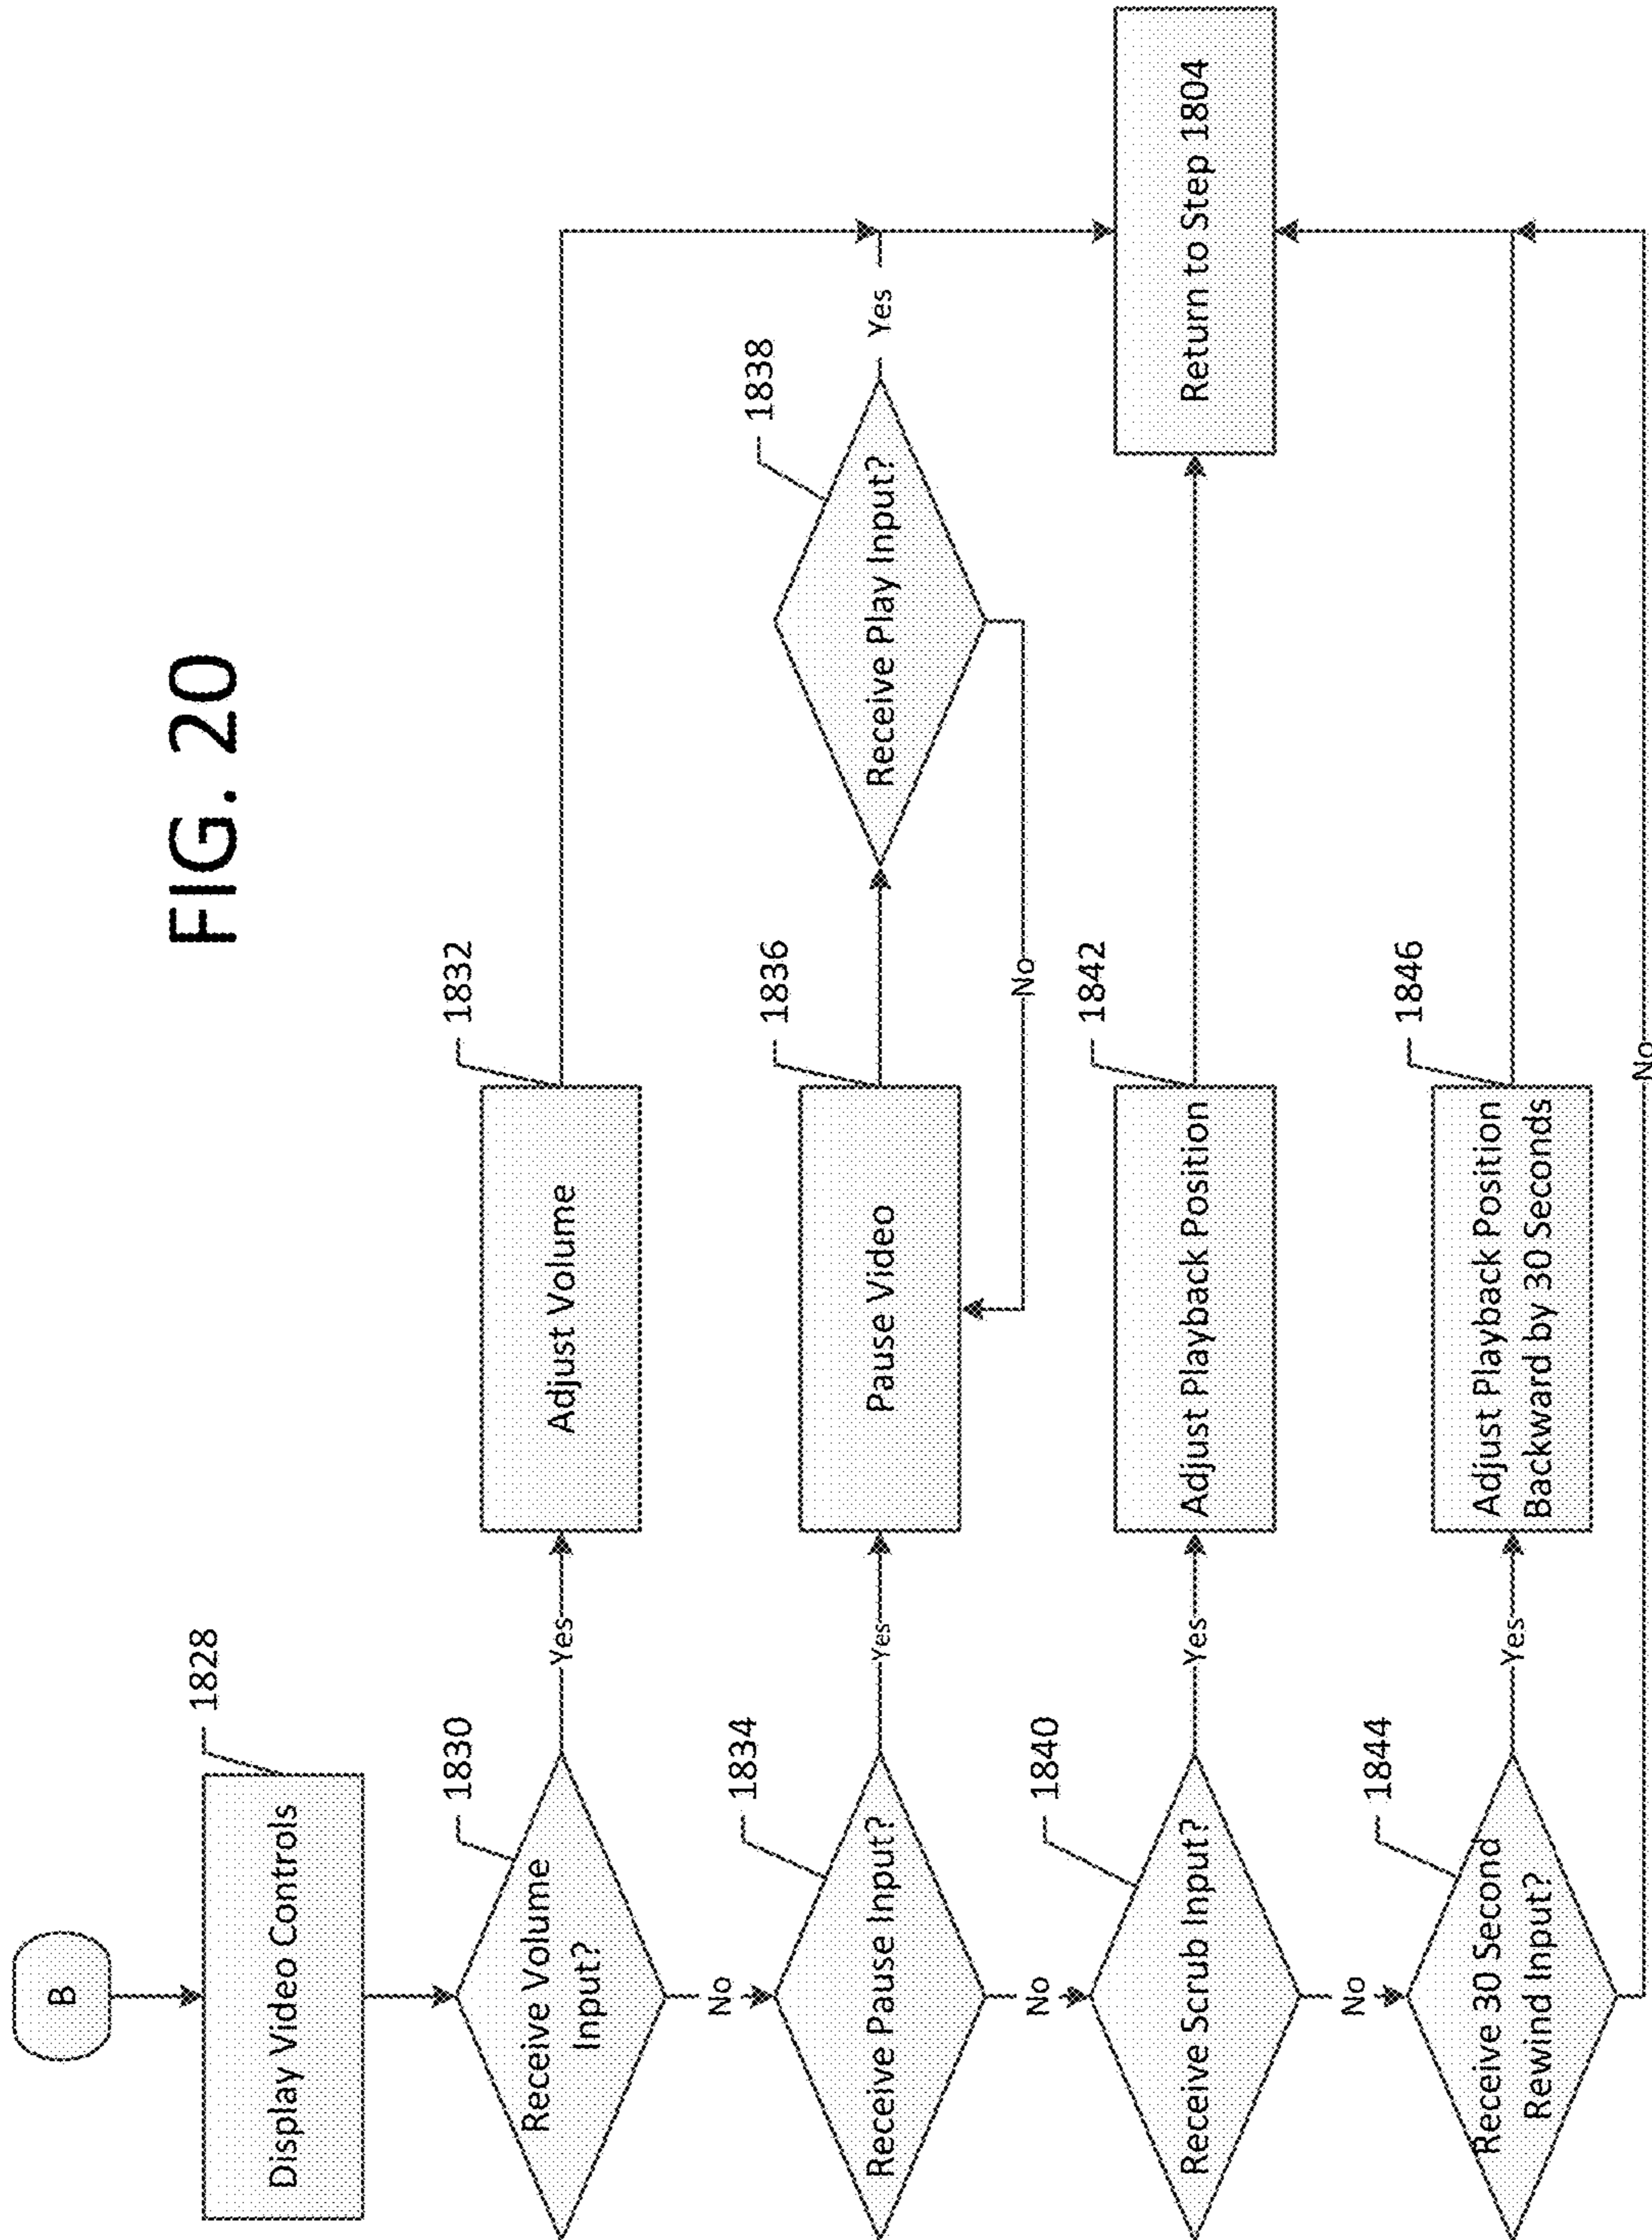 FIG. 20
B
Display Video Controls
1828
Receive Volume
Input?
1830
Yes
Adjust Volume
1832
No
Receive Pause Input?
1834
Yes
Pause Video
1836
Receive Play Input?
1838
Yes
No
No
Receive Scrub Input?
1840
Yes
Adjust Playback Position
1842
Return to Step 1804
No
Receive 30 Second
Rewind Input?
1844
Yes
Adjust Playback Position
Backward by 30 Seconds
1846
No